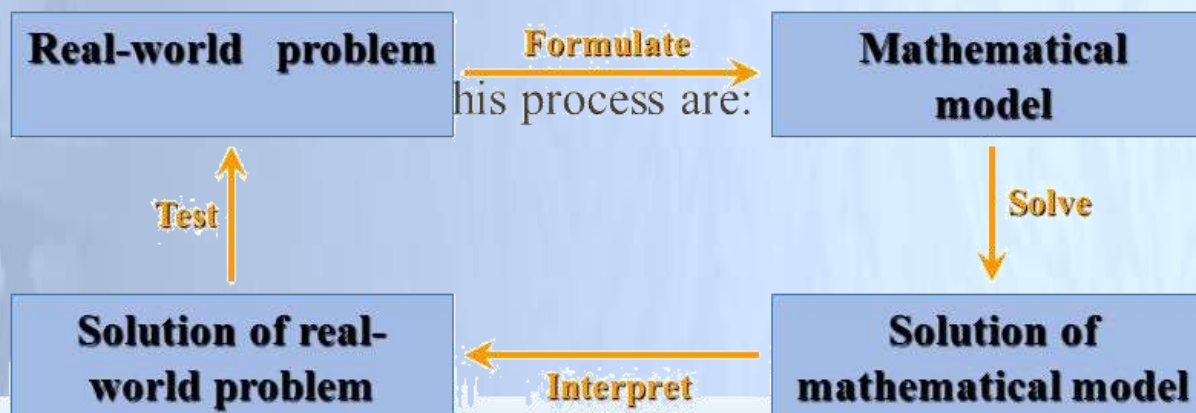 Real-world problem
Formulate
Mathematical
model
his process are:
Test
Solve
Solution of real-
world problem
Interpret
Solution of
mathematical model